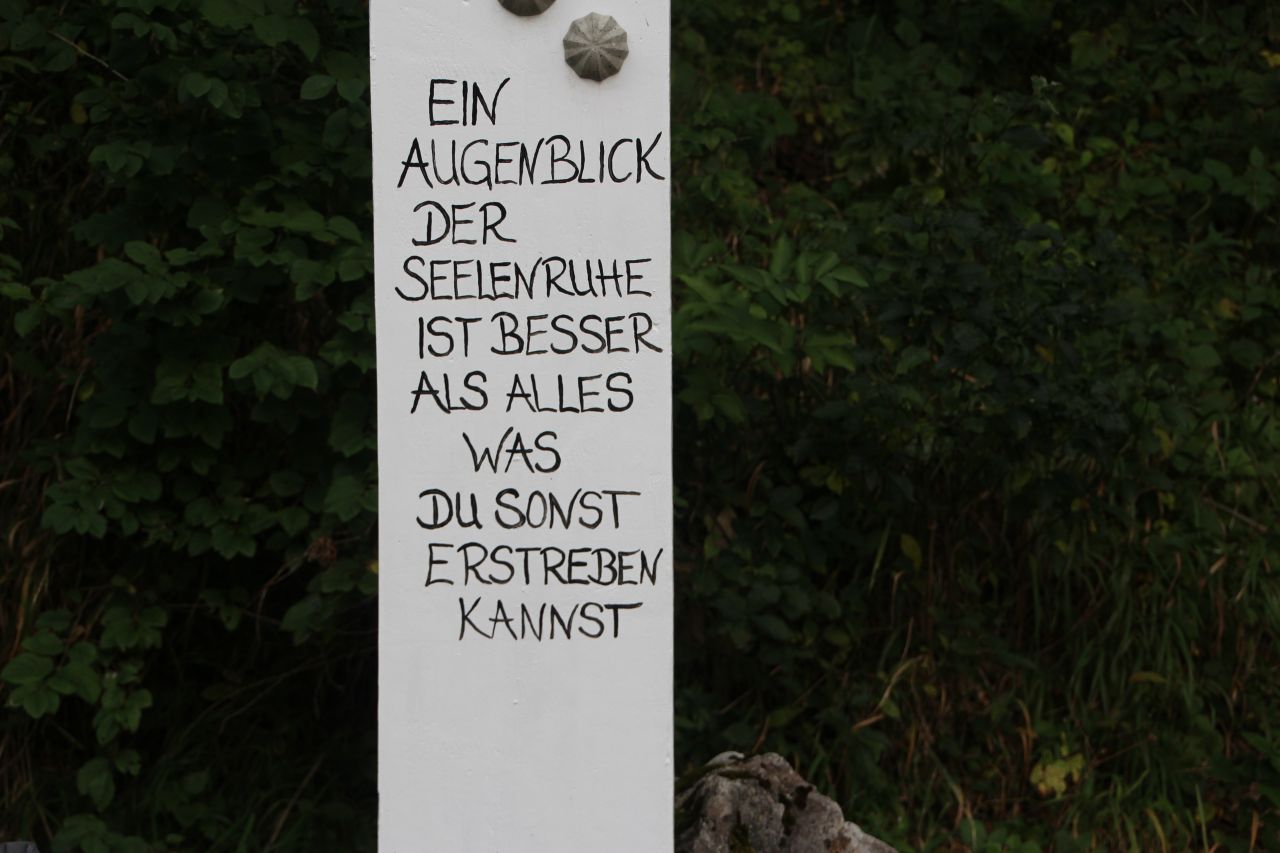 EIN
AUGENBLICK
DER
SEELENRUHE
IST BESSER
ALS ALLES
WAS
DU SONST
ERSTREBEN
KANNST